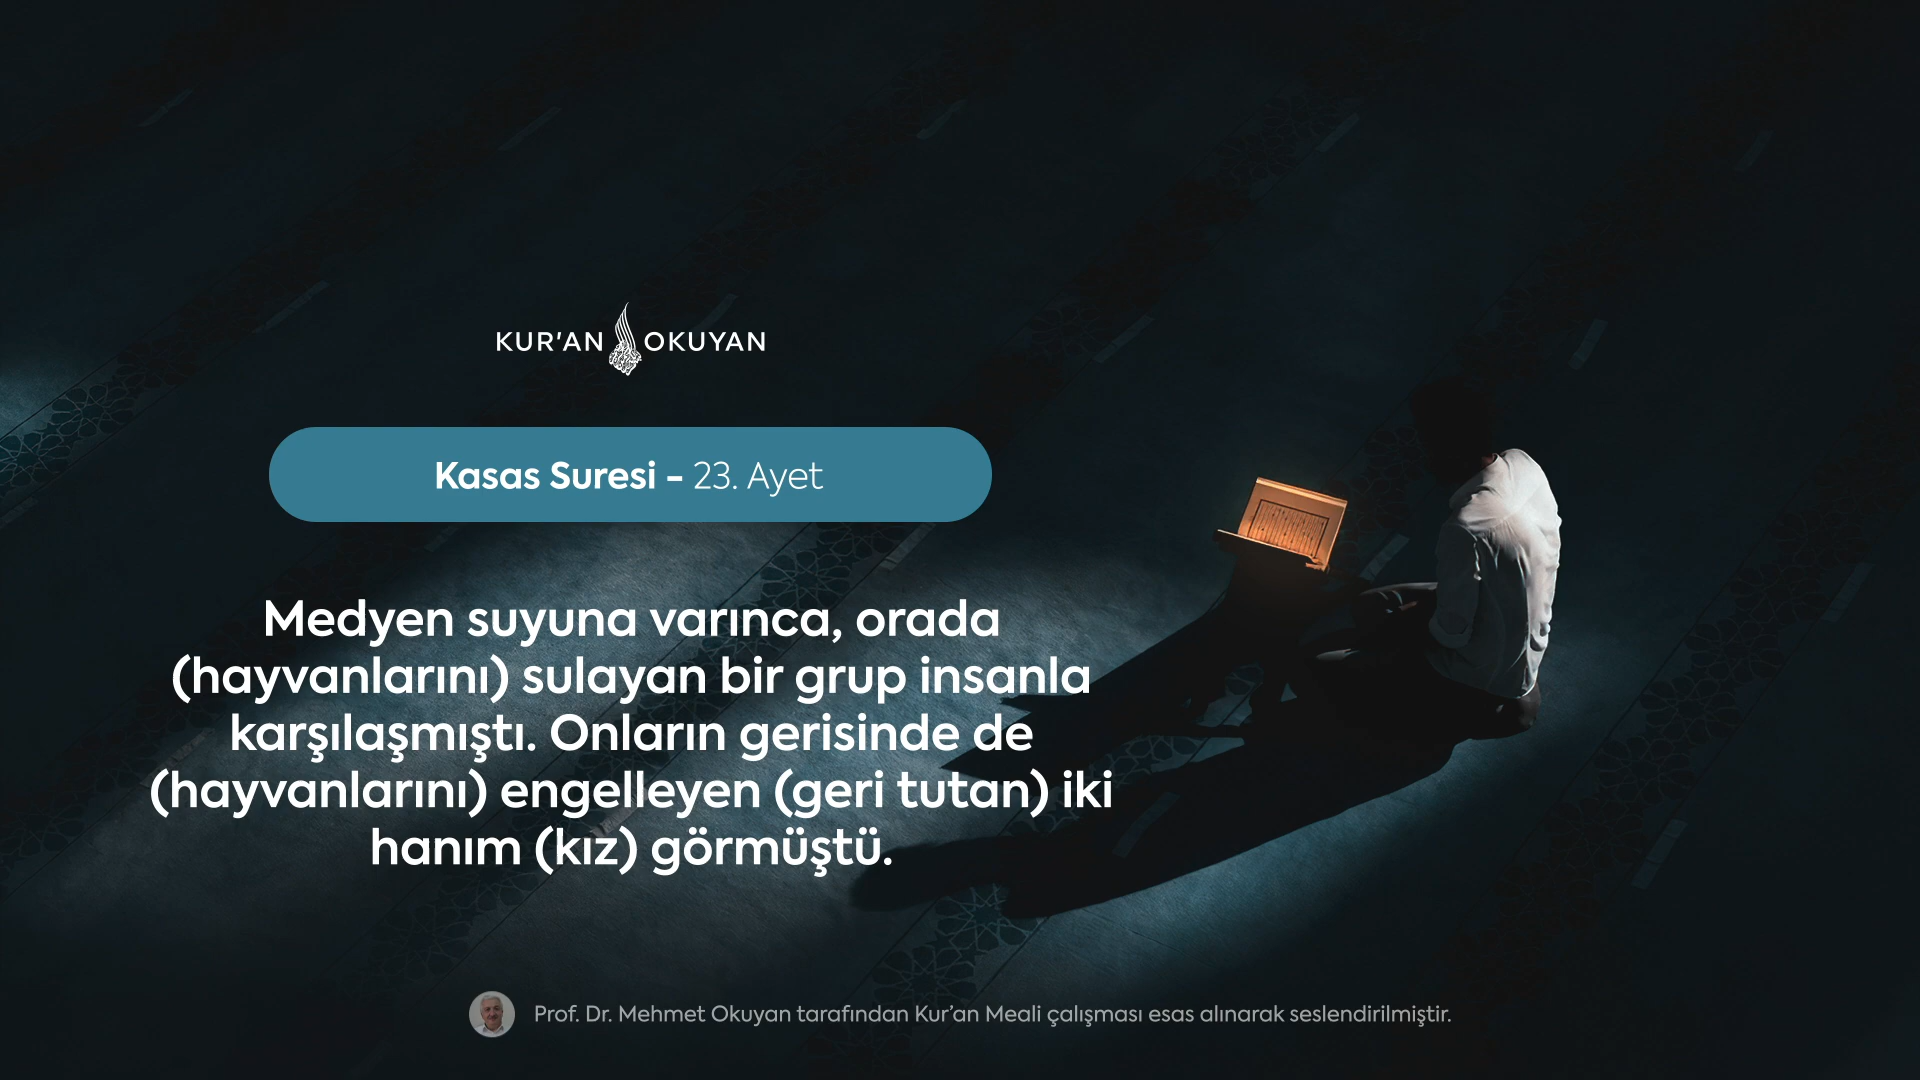 KUR'AN OKUYAN
Kasas Suresi - 23. Ayet
Medyen suyuna varınca, orada
(hayvanlarını) sulayan bir grup insanla
karşılaşmıştı. Onların gerisinde de
(hayvanlarını) engelleyen (geri tutan) iki
hanım (kız) görmüştü.
Prof. Dr. Mehmet Okuyan tarafından Kur’an Meali çalışması esas alınarak seslendirilmiştir.